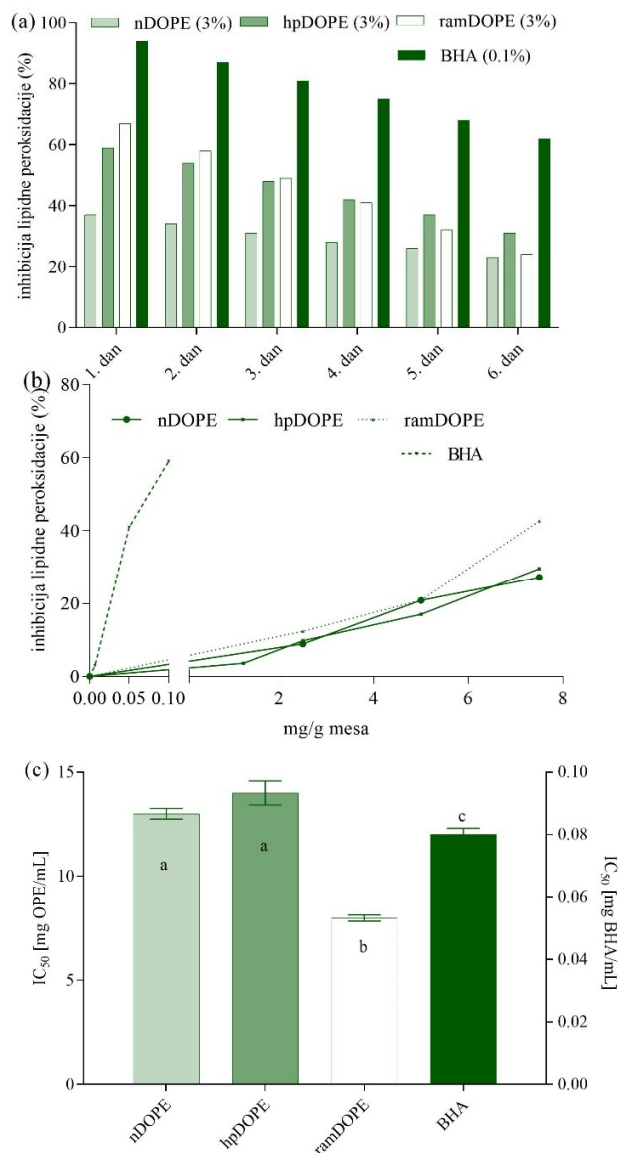 (a)
nDOPE (3%) hpDOPE (3%) ramDOPE (3%)
BHA (0.1%)
inhibicija lipidne peroksidacije (%)
100
80
60
40
20
0
1. dan 2. dan 3. dan 4. dan 5. dan 6. dan
(b)
nDOPE hpDOPE ramDOPE
BHA
inhibicija lipidne peroksidacije (%)
80
60
40
20
0
0.00 0.05 0.10 2 4 6 8
mg/g mesa
(c)
IC50 [mg OPE/mL]
15
10
5
0
a a b c
0.10
0.08
0.06
0.04
0.02
0.00
IC50 [mg BHA/mL]
nDOPE hpDOPE ramDOPE BHA